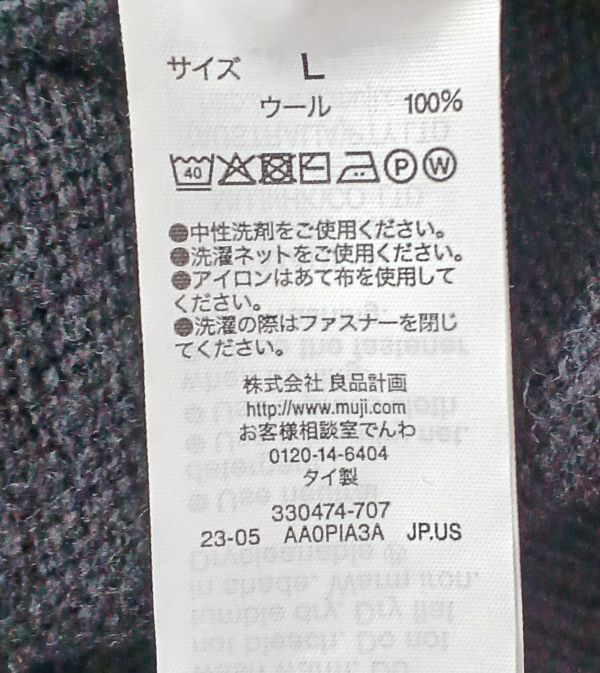 サイズ L
ウール 100%
40 P W
●中性洗剤をご使用ください。
●洗濯ネットをご使用ください。
●アイロンはあて布を使用して
ください。
●洗濯の際はファスナーを閉じ
てください。
株式会社 良品計画
http://www.muji.com
お客様相談室でんわ
0120-14-6404
タイ製
330474-707
23-05 AA0PIA3A JP.US